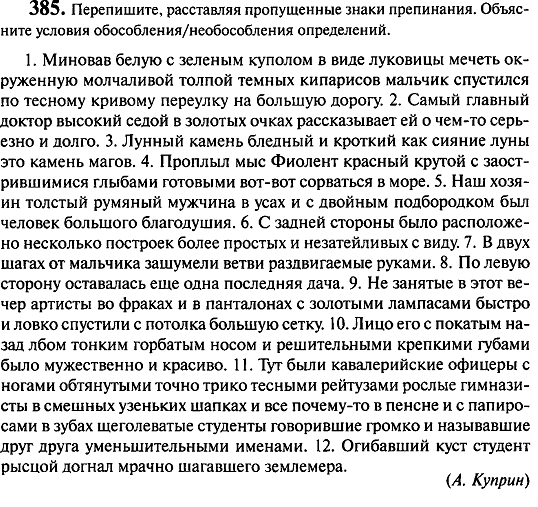 385. Перепишите, расставляя пропущенные знаки препинания. Объяс-
ните условия обособления/необособления определений.
1. Миновав белую с зеленым куполом в виде луковицы мечеть ок-
руженную молчаливой толпой темных кипарисов мальчик спустился
по тесному кривому переулку на большую дорогу. 2. Самый главный
доктор высокий седой в золотых очках рассказывает ей о чем-то серь-
езно и долго. 3. Лунный камень бледный и кроткий как сияние луны
это камень магов. 4. Проплыл мыс Фиолент красный крутой с заост-
рившимися глыбами готовыми вот-вот сорваться в море. 5. Наш хозя-
ин толстый румяный мужчина в усах и с двойным подбородком был
человек большого благодушия. 6. С задней стороны было расположе-
но несколько построек более простых и незатейливых с виду. 7. В двух
шагах от мальчика зашумели ветви раздвигаемые руками. 8. По левую
сторону оставалась еще одна последняя дача. 9. Не занятые в этот ве-
чер артисты во фраках и в панталонах с золотыми лампасами быстро
и ловко спустили с потолка большую сетку. 10. Лицо его с покатым на-
зад лбом тонким горбатым носом и решительными крепкими губами
было мужественно и красиво. 11. Тут были кавалерийские офицеры с
ногами обтянутыми точно трико тесными рейтузами рослые гимнази-
сты в смешных узеньких шапках и все почему-то в пенсне и с папиро-
сами в зубах щеголеватые студенты говорившие громко и называвшие
друг друга уменьшительными именами. 12. Огибавший куст студент
рысцой догнал мрачно шагавшего землемера.
(А. Куприн)